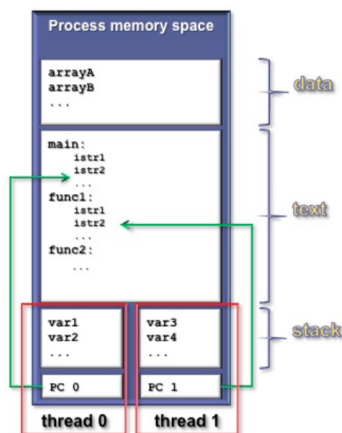 Process memory space
arrayA
arrayB
...
data
main:
istr1
istr2
...
func1:
istr1
istr2
...
func2:
...
text
var1
var2
...
var3
var4
...
stack
PC 0
PC 1
thread 0
thread 1